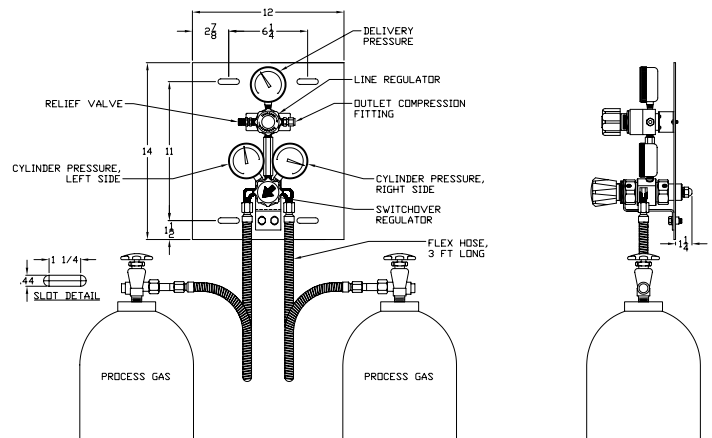 12
2 7/8
6 1/4
DELIVERY
PRESSURE
LINE REGULATOR
RELIEF VALVE
OUTLET COMPRESSION
FITTING
14
11
CYLINDER PRESSURE,
LEFT SIDE
CYLINDER PRESSURE,
RIGHT SIDE
SWITCHOVER
REGULATOR
1 1/2
FLEX HOSE,
3 FT LONG
1 1/4
1 1/4
.44
SLOT DETAIL
PROCESS GAS
PROCESS GAS